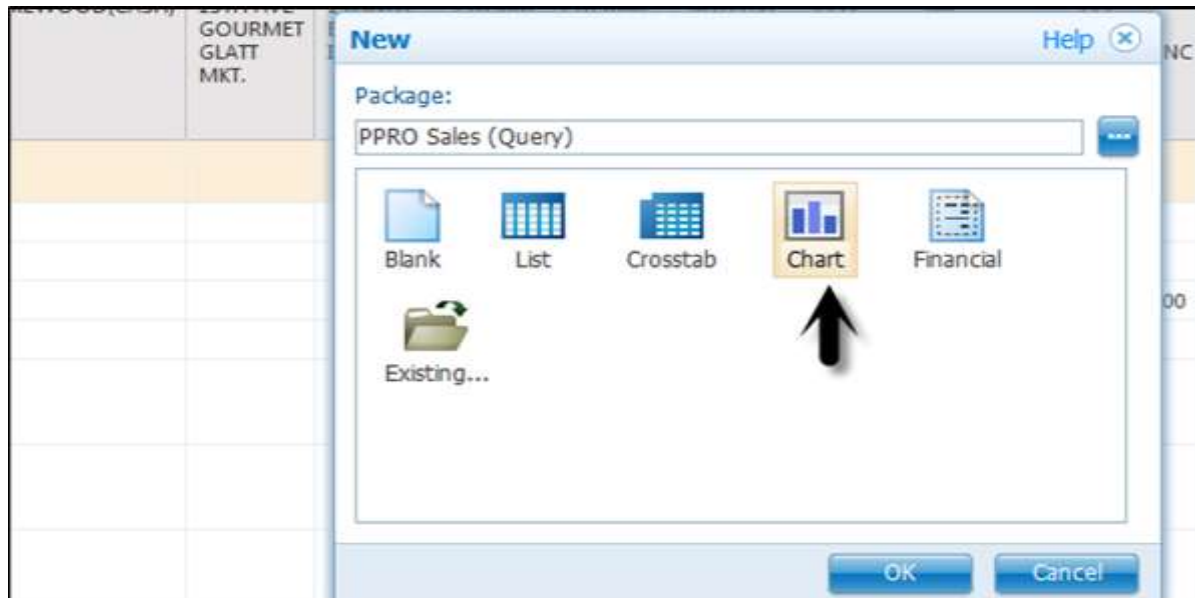 GOURMET
GLATT
MKT.
New
Help
NC
Package:
PPRO Sales (Query)
...
Blank
List
Crosstab
Chart
Financial
00
Existing...
OK
Cancel